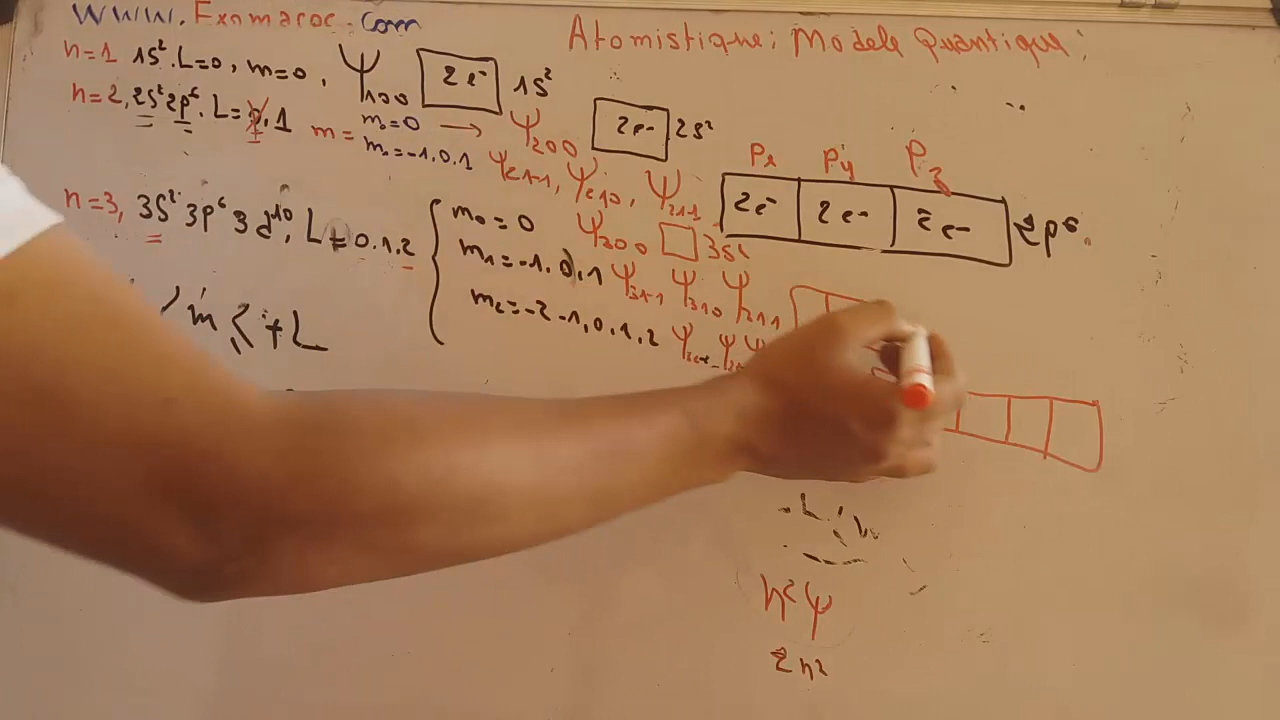 WWW.Exnmaroc.com
Atomistique: Modèle Quantique:
n=1 1S² . L=0, m=0, Ψ100 2e⁻ 1S²
n=2, 2S² 2p⁶. L=0.1
m= m₀=0 → Ψ200 2e⁻ 2S²
m₁=-1,0,1 Ψ21-1, Ψ210, Ψ211
Px Py Pz
2e⁻ 2e⁻ 2e⁻ 2p⁶.
n=3, 3S² 3p⁶ 3d¹⁰, L=0.1.2
m₀=0 Ψ300 3S²
m₁=-1,0,1 Ψ31-1 Ψ310 Ψ211
m₂=-2-1,0,1,2
m ≤ +L
n²Ψ
2n²